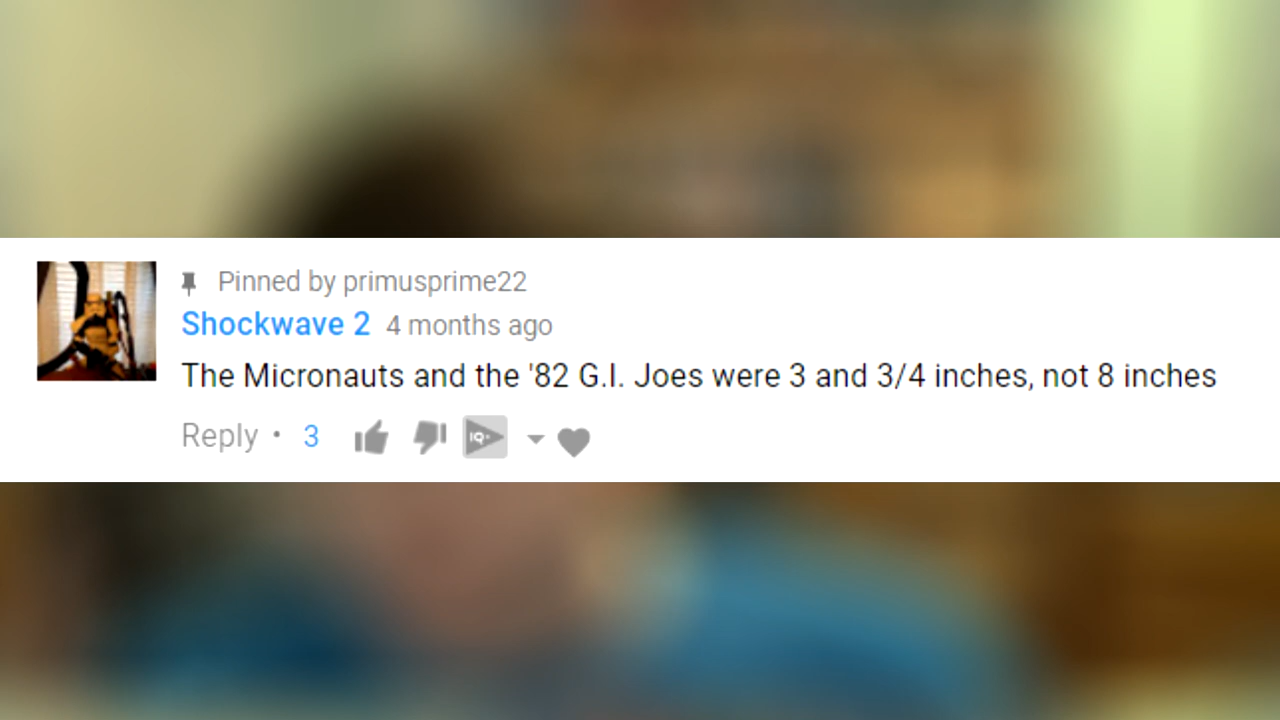 Pinned by primusprime22
Shockwave 2 4 months ago
The Micronauts and the '82 G.I. Joes were 3 and 3/4 inches, not 8 inches
Reply • 3 IQ+